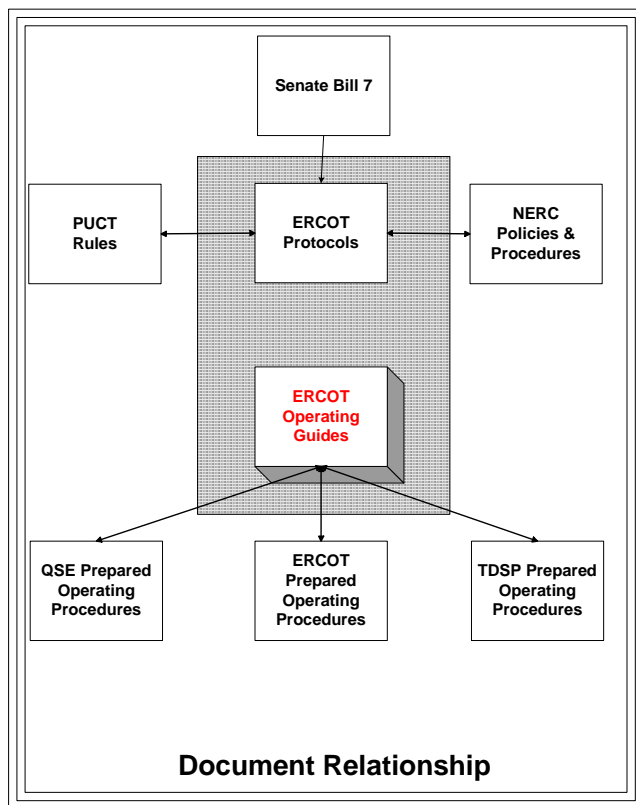 Senate Bill 7
PUCT
Rules
ERCOT
Protocols
NERC
Policies &
Procedures
ERCOT
Operating
Guides
QSE Prepared
Operating
Procedures
ERCOT
Prepared
Operating
Procedures
TDSP Prepared
Operating
Procedures
Document Relationship